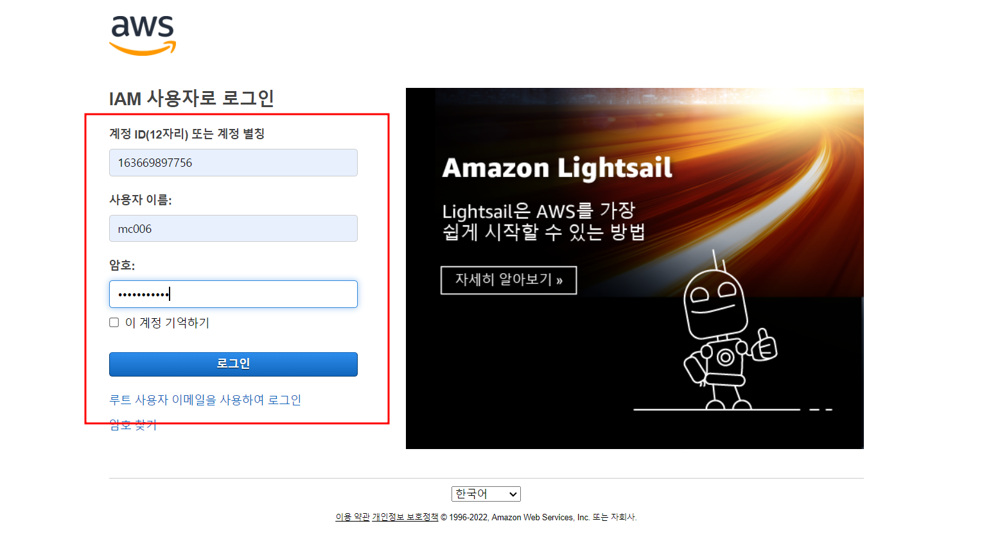 aws
IAM 사용자로 로그인
계정 ID(12자리) 또는 계정 별칭
163669897756
사용자 이름:
mc006
암호:
•••••••••••
이 계정 기억하기
로그인
루트 사용자 이메일을 사용하여 로그인
암호 찾기
Amazon Lightsail
Lightsail은 AWS를 가장
쉽게 시작할 수 있는 방법
자세히 알아보기 »
한국어
이용 약관 개인정보 보호정책 © 1996-2022, Amazon Web Services, Inc. 또는 자회사.